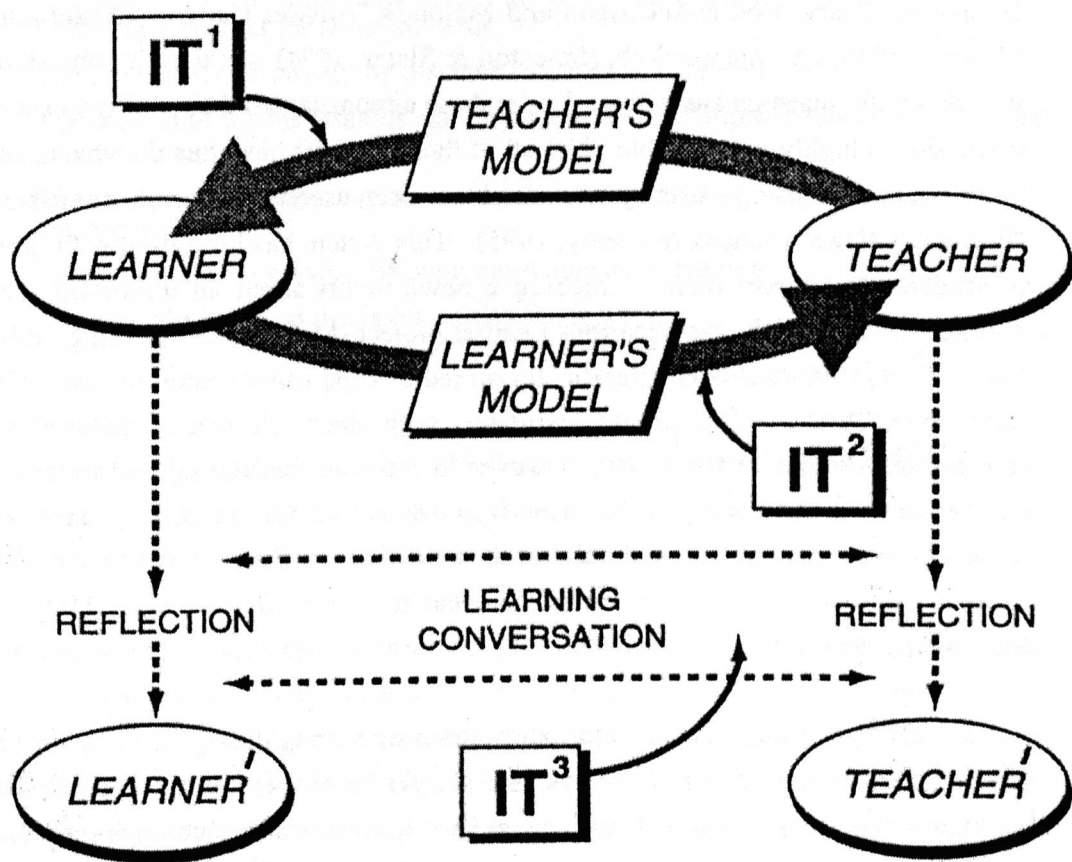 IT¹
TEACHER'S
MODEL
LEARNER
TEACHER
LEARNER'S
MODEL
IT²
REFLECTION
LEARNING
CONVERSATION
REFLECTION
LEARNER'
IT³
TEACHER'